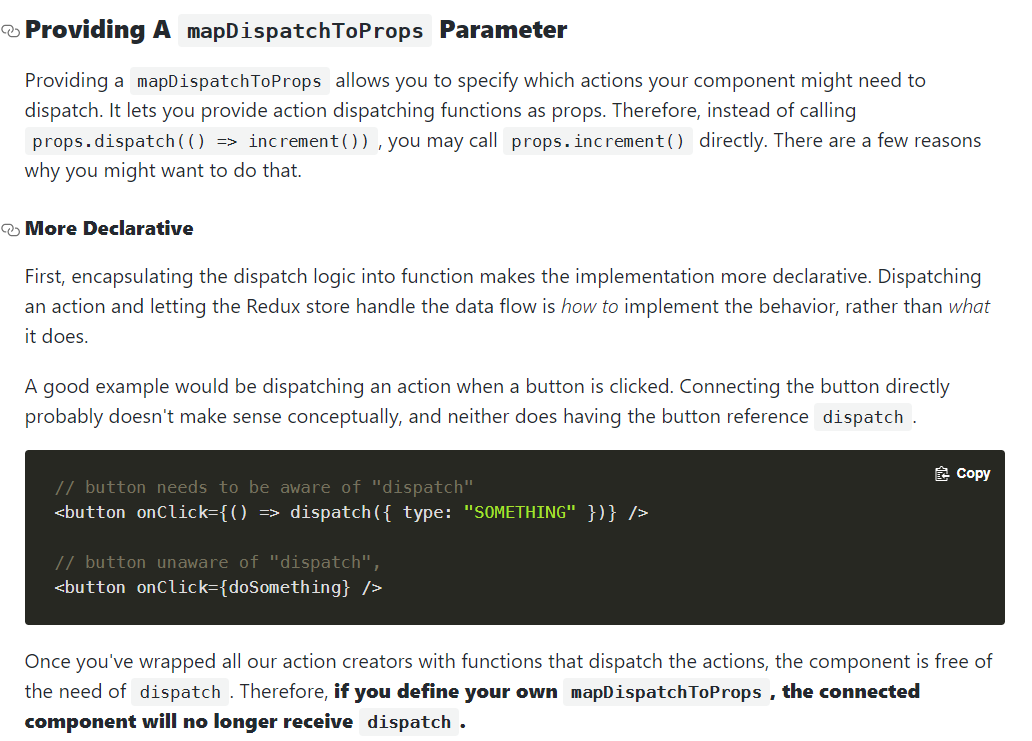 Providing A mapDispatchToProps Parameter
Providing a mapDispatchToProps allows you to specify which actions your component might need to
dispatch. It lets you provide action dispatching functions as props. Therefore, instead of calling
props.dispatch(() => increment()) , you may call props.increment() directly. There are a few reasons
why you might want to do that.
More Declarative
First, encapsulating the dispatch logic into function makes the implementation more declarative. Dispatching
an action and letting the Redux store handle the data flow is how to implement the behavior, rather than what
it does.
A good example would be dispatching an action when a button is clicked. Connecting the button directly
probably doesn't make sense conceptually, and neither does having the button reference dispatch .
Copy
// button needs to be aware of "dispatch"
<button onClick={() => dispatch({ type: "SOMETHING" })} />
// button unaware of "dispatch",
<button onClick={doSomething} />
Once you've wrapped all our action creators with functions that dispatch the actions, the component is free of
the need of dispatch . Therefore, if you define your own mapDispatchToProps , the connected
component will no longer receive dispatch .